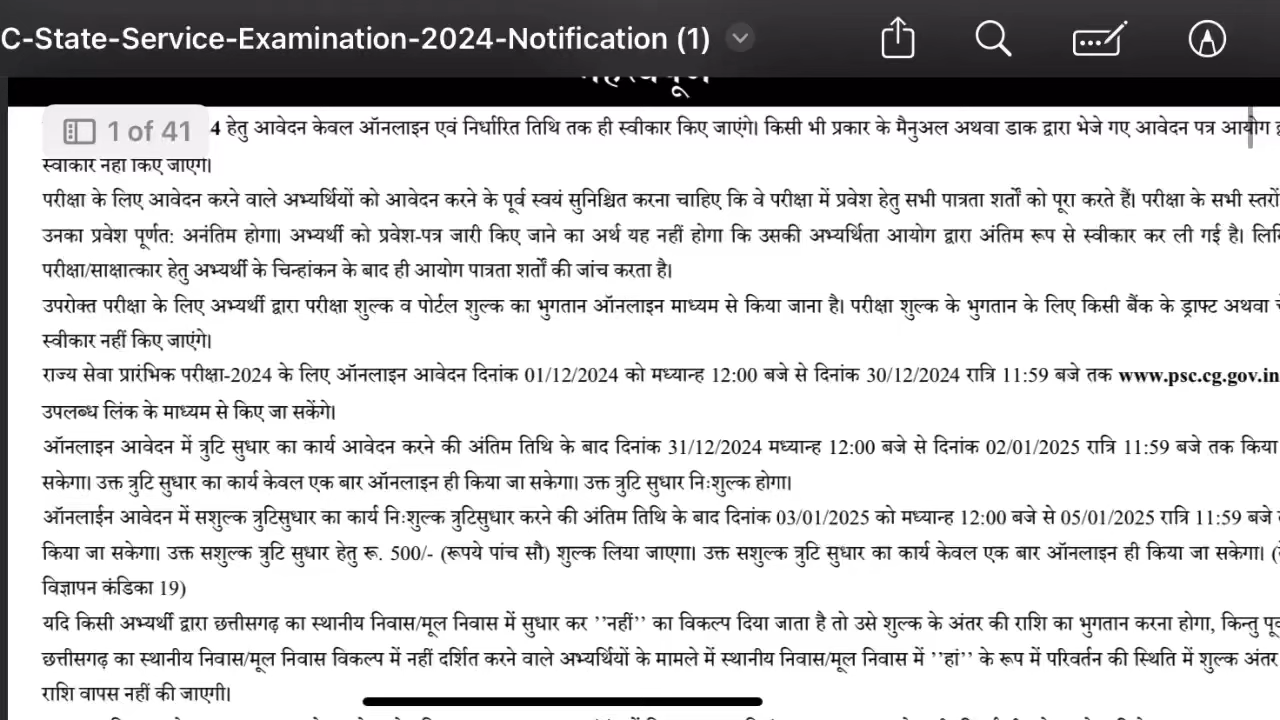 C-State-Service-Examination-2024-Notification (1)
1 of 41
4 हेतु आवेदन केवल ऑनलाइन एवं निर्धारित तिथि तक ही स्वीकार किए जाएंगे। किसी भी प्रकार के मैनुअल अथवा डाक द्वारा भेजे गए आवेदन पत्र आयोग
स्वीकार नहीं किए जाएंगे।
परीक्षा के लिए आवेदन करने वाले अभ्यर्थियों को आवेदन करने के पूर्व स्वयं सुनिश्चित करना चाहिए कि वे परीक्षा में प्रवेश हेतु सभी पात्रता शर्तों को पूरा करते हैं। परीक्षा के सभी स्तरों
उनका प्रवेश पूर्णत: अनंतिम होगा। अभ्यर्थी को प्रवेश-पत्र जारी किए जाने का अर्थ यह नहीं होगा कि उसकी अभ्यर्थिता आयोग द्वारा अंतिम रूप से स्वीकार कर ली गई है।
परीक्षा/साक्षात्कार हेतु अभ्यर्थी के चिन्हांकन के बाद ही आयोग पात्रता शर्तों की जांच करता है।
उपरोक्त परीक्षा के लिए अभ्यर्थी द्वारा परीक्षा शुल्क व पोर्टल शुल्क का भुगतान ऑनलाइन माध्यम से किया जाना है। परीक्षा शुल्क के भुगतान के लिए किसी बैंक के ड्राफ्ट अथवा
स्वीकार नहीं किए जाएंगे।
राज्य सेवा प्रारंभिक परीक्षा-2024 के लिए ऑनलाइन आवेदन दिनांक 01/12/2024 को मध्यान्ह 12:00 बजे से दिनांक 30/12/2024 रात्रि 11:59 बजे तक www.psc.cg.gov.in
उपलब्ध लिंक के माध्यम से किए जा सकेंगे।
ऑनलाइन आवेदन में त्रुटि सुधार का कार्य आवेदन करने की अंतिम तिथि के बाद दिनांक 31/12/2024 मध्यान्ह 12:00 बजे से दिनांक 02/01/2025 रात्रि 11:59 बजे तक किया
सकेगा। उक्त त्रुटि सुधार का कार्य केवल एक बार ऑनलाइन ही किया जा सकेगा। उक्त त्रुटि सुधार निःशुल्क होगा।
ऑनलाईन आवेदन में सशुल्क त्रुटिसुधार का कार्य निःशुल्क त्रुटिसुधार करने की अंतिम तिथि के बाद दिनांक 03/01/2025 को मध्यान्ह 12:00 बजे से 05/01/2025 रात्रि 11:59 बजे
किया जा सकेगा। उक्त सशुल्क त्रुटि सुधार हेतु रू. 500/- (रूपये पांच सौ) शुल्क लिया जाएगा। उक्त सशुल्क त्रुटि सुधार का कार्य केवल एक बार ऑनलाइन ही किया जा सकेगा।
विज्ञापन कंडिका 19)
यदि किसी अभ्यर्थी द्वारा छत्तीसगढ़ का स्थानीय निवास/मूल निवास में सुधार कर ''नहीं'' का विकल्प दिया जाता है तो उसे शुल्क के अंतर की राशि का भुगतान करना होगा, किन्तु
छत्तीसगढ़ का स्थानीय निवास/मूल निवास विकल्प में नहीं दर्शित करने वाले अभ्यर्थियों के मामले में स्थानीय निवास/मूल निवास में ''हां'' के रूप में परिवर्तन की स्थिति में शुल्क अंतर
राशि वापस नहीं की जाएगी।